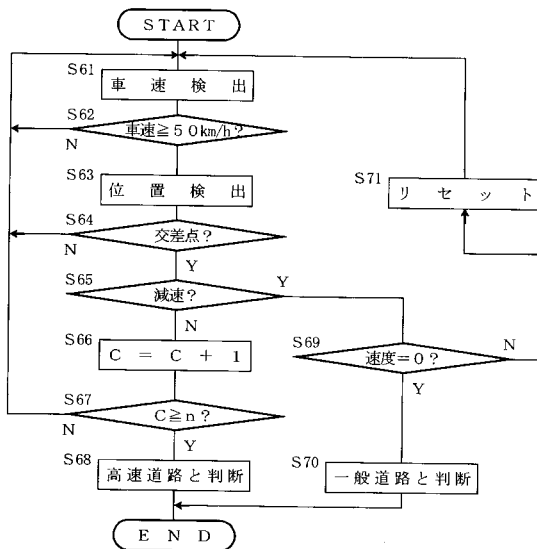 START
S61
車速検出
S62
車速≧50km/h?
N
S63
位置検出
S71
リセット
S64
交差点?
N
Y
S65
減速?
Y
N
S66
C = C + 1
S69
速度=0?
N
Y
S67
C≧n?
N
Y
S68
高速道路と判断
S70
一般道路と判断
END